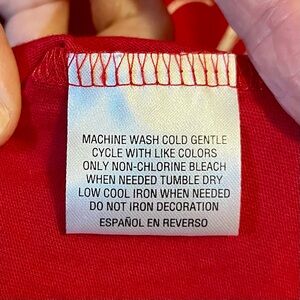 MACHINE WASH COLD GENTLE
CYCLE WITH LIKE COLORS
ONLY NON-CHLORINE BLEACH
WHEN NEEDED TUMBLE DRY
LOW COOL IRON WHEN NEEDED
DO NOT IRON DECORATION
ESPAÑOL EN REVERSO